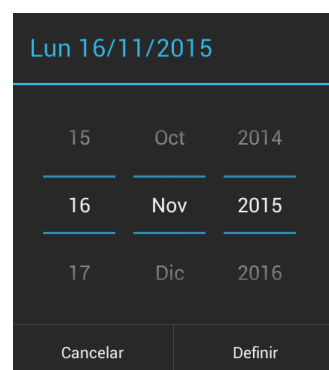 Lun 16/11/2015
15 Oct 2014
16 Nov 2015
17 Dic 2016
Cancelar Definir